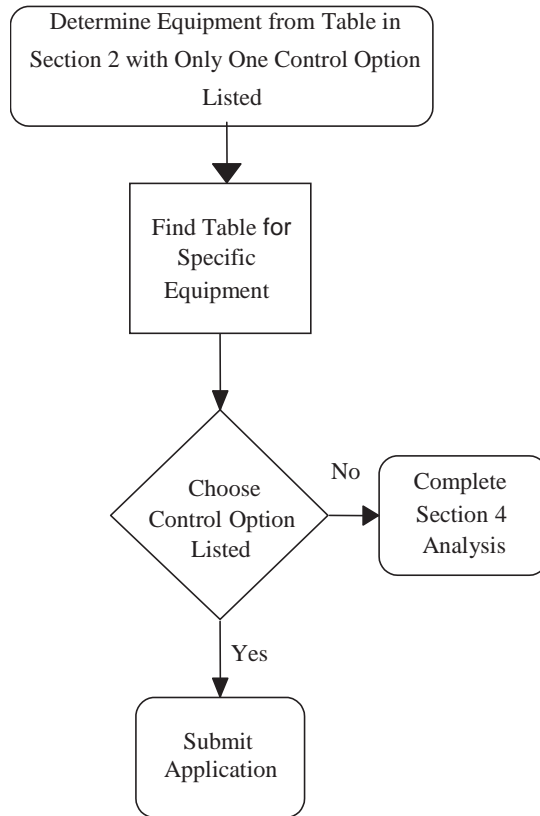 Determine Equipment from Table in
Section 2 with Only One Control Option
Listed
Find Table for
Specific
Equipment
Choose
Control Option
Listed
No
Complete
Section 4
Analysis
Yes
Submit
Application